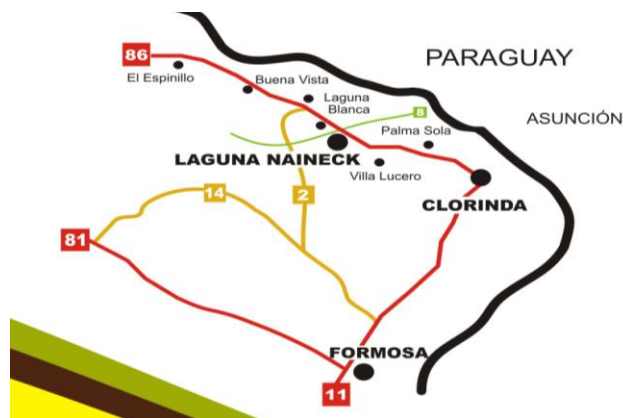 86
PARAGUAY
El Espinillo
Buena Vista
Laguna
Blanca
8
ASUNCIÓN
Palma Sola
LAGUNA NAINECK
Villa Lucero
14
2
CLORINDA
81
FORMOSA
11